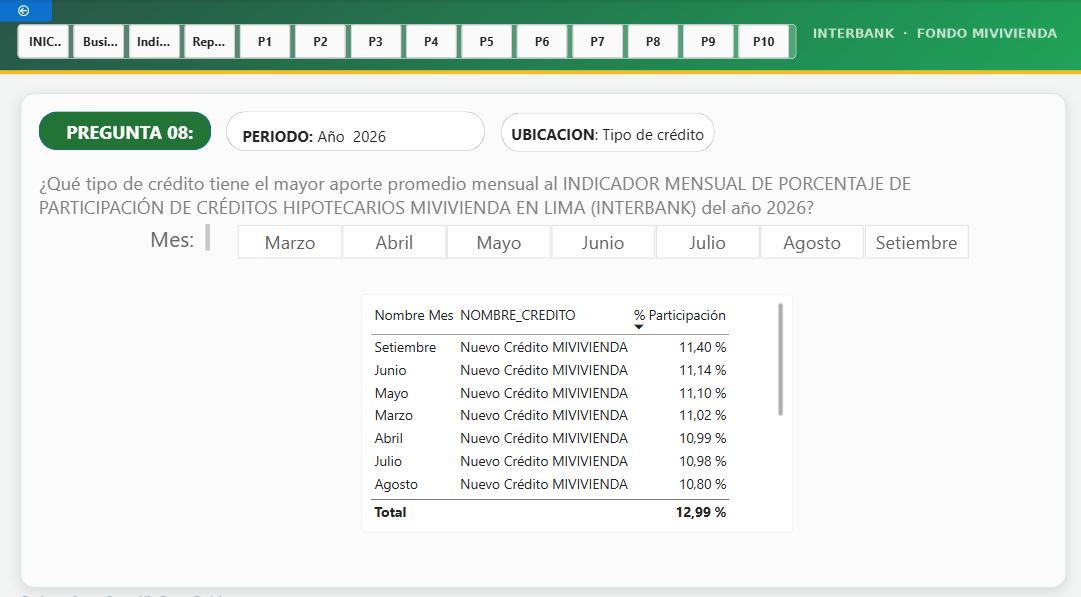 INIC..
Busi...
Indi...
Rep...
P1
P2
P3
P4
P5
P6
P7
P8
P9
P10
INTERBANK · FONDO MIVIVIENDA
PREGUNTA 08:
PERIODO: Año 2026
UBICACION: Tipo de crédito
¿Qué tipo de crédito tiene el mayor aporte promedio mensual al INDICADOR MENSUAL DE PORCENTAJE DE
PARTICIPACIÓN DE CRÉDITOS HIPOTECARIOS MIVIVIENDA EN LIMA (INTERBANK) del año 2026?
Mes:
Marzo
Abril
Mayo
Junio
Julio
Agosto
Setiembre
Nombre Mes NOMBRE_CREDITO % Participación
Setiembre Nuevo Crédito MIVIVIENDA 11,40 %
Junio Nuevo Crédito MIVIVIENDA 11,14 %
Mayo Nuevo Crédito MIVIVIENDA 11,10 %
Marzo Nuevo Crédito MIVIVIENDA 11,02 %
Abril Nuevo Crédito MIVIVIENDA 10,99 %
Julio Nuevo Crédito MIVIVIENDA 10,98 %
Agosto Nuevo Crédito MIVIVIENDA 10,80 %
Total 12,99 %